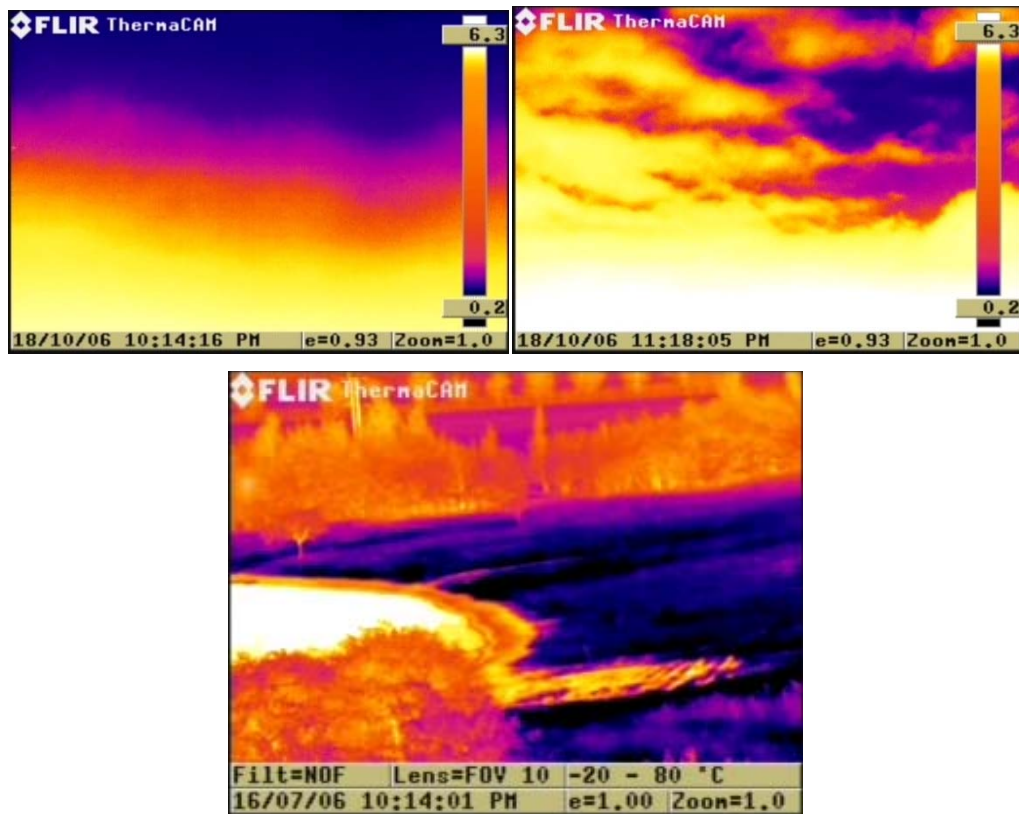 FLIR ThermaCAM
6.3
0.2
18/10/06 10:14:16 PM e=0.93 Zoom=1.0
FLIR ThermaCAM
6.3
0.2
18/10/06 11:18:05 PM e=0.93 Zoom=1.0
FLIR ThermaCAM
Filt=NOF Lens=FOV 10 -20 - 80 °C
16/07/06 10:14:01 PM e=1.00 Zoom=1.0